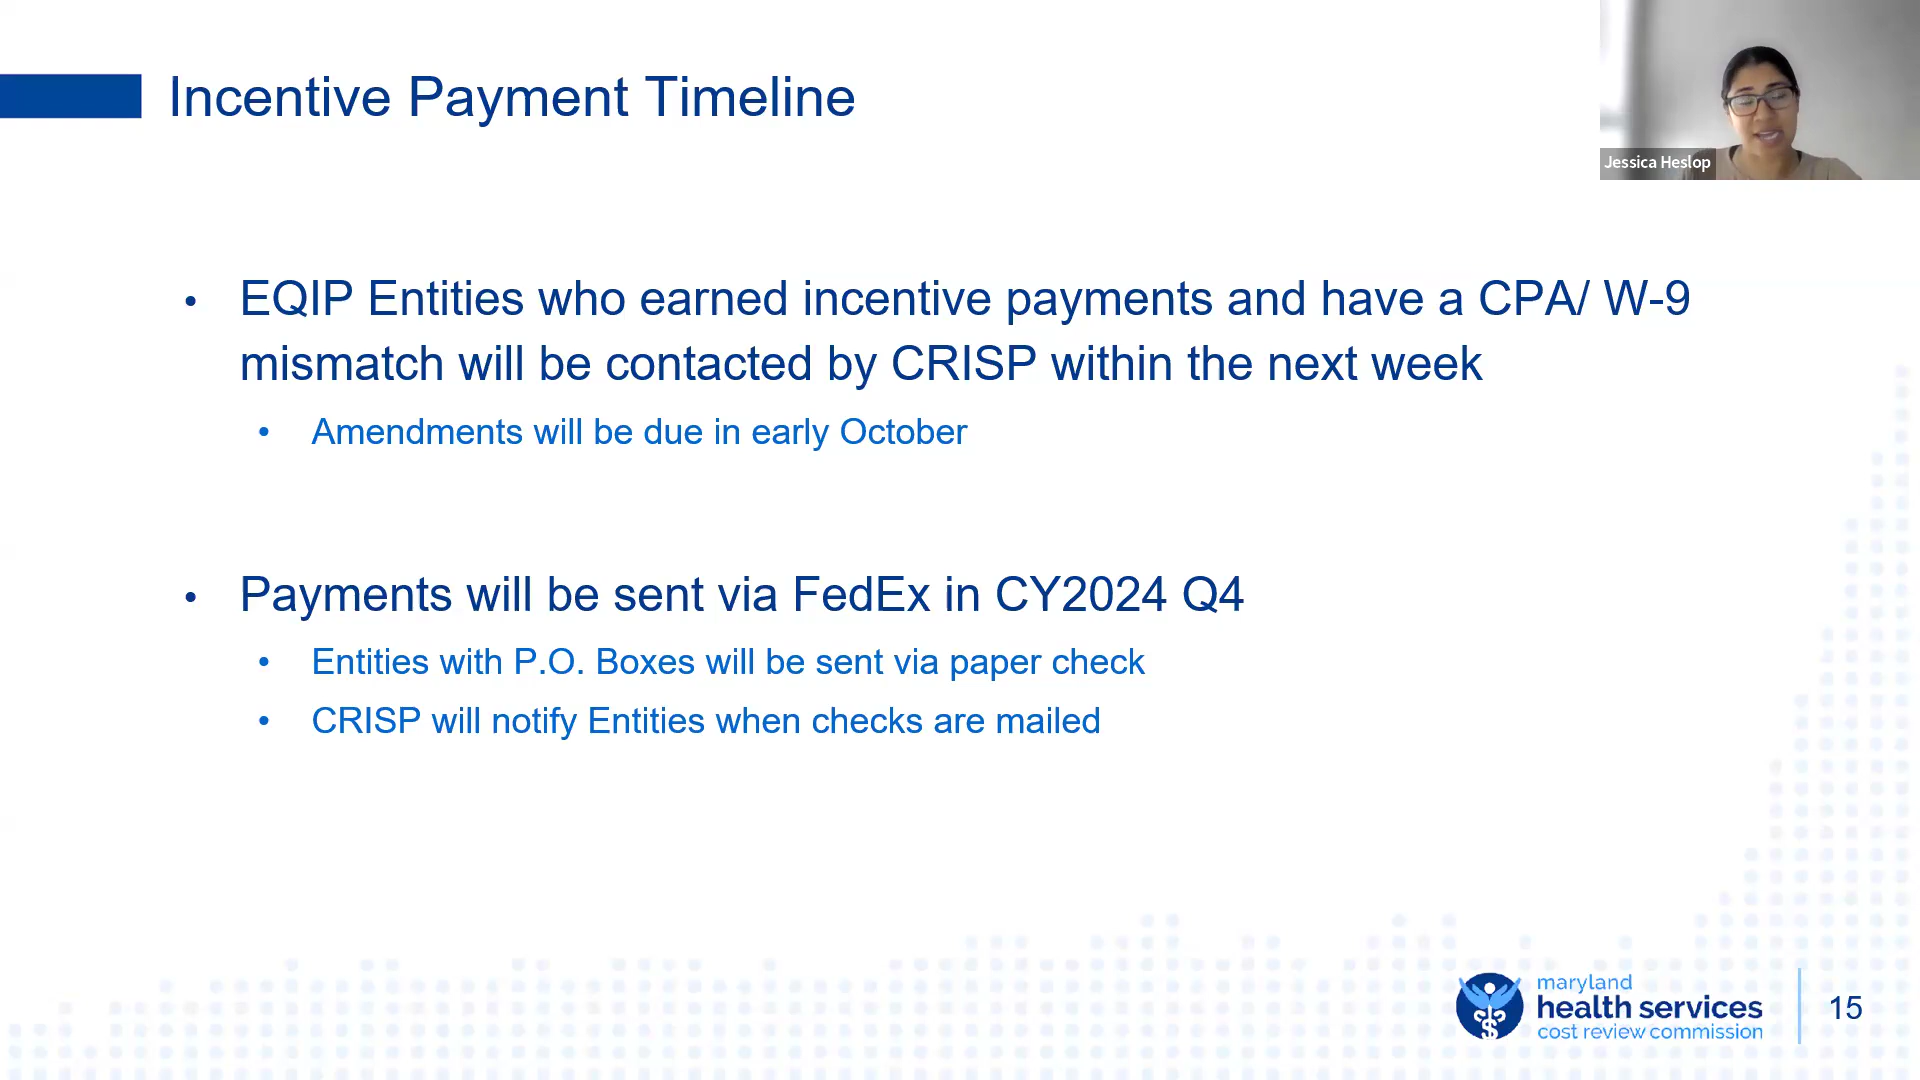 Incentive Payment Timeline
Jessica Heslop
• EQIP Entities who earned incentive payments and have a CPA/ W-9
mismatch will be contacted by CRISP within the next week
• Amendments will be due in early October
• Payments will be sent via FedEx in CY2024 Q4
• Entities with P.O. Boxes will be sent via paper check
• CRISP will notify Entities when checks are mailed
maryland
health services
cost review commission
15